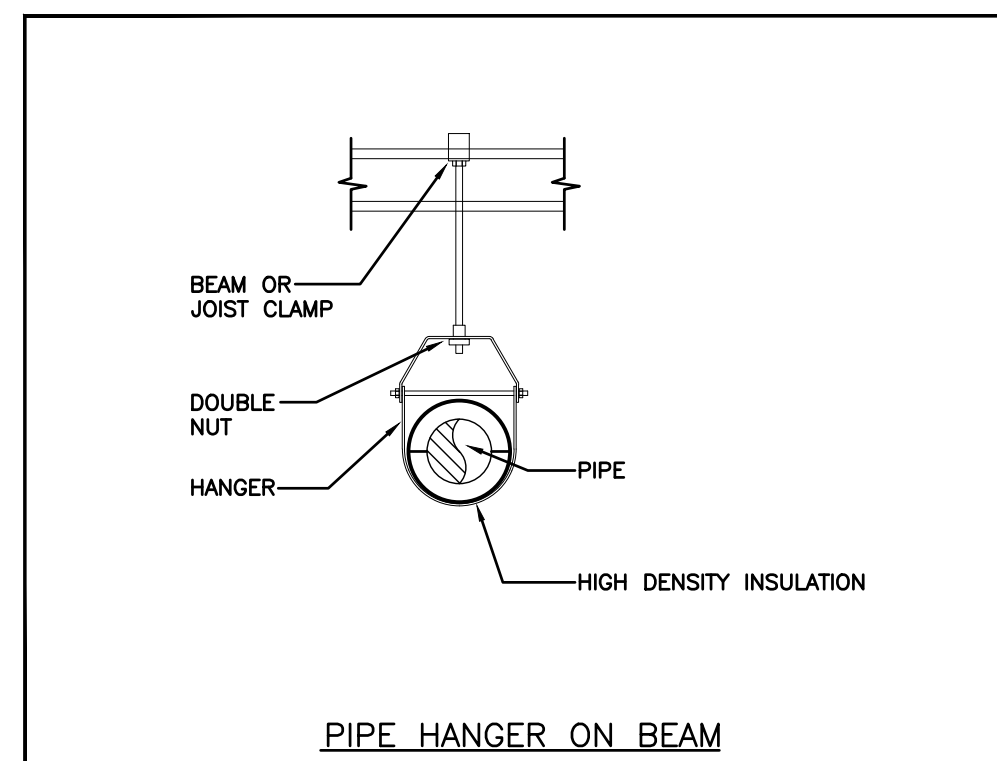 BEAM OR
JOIST CLAMP
DOUBLE
NUT
HANGER
PIPE
HIGH DENSITY INSULATION
PIPE HANGER ON BEAM